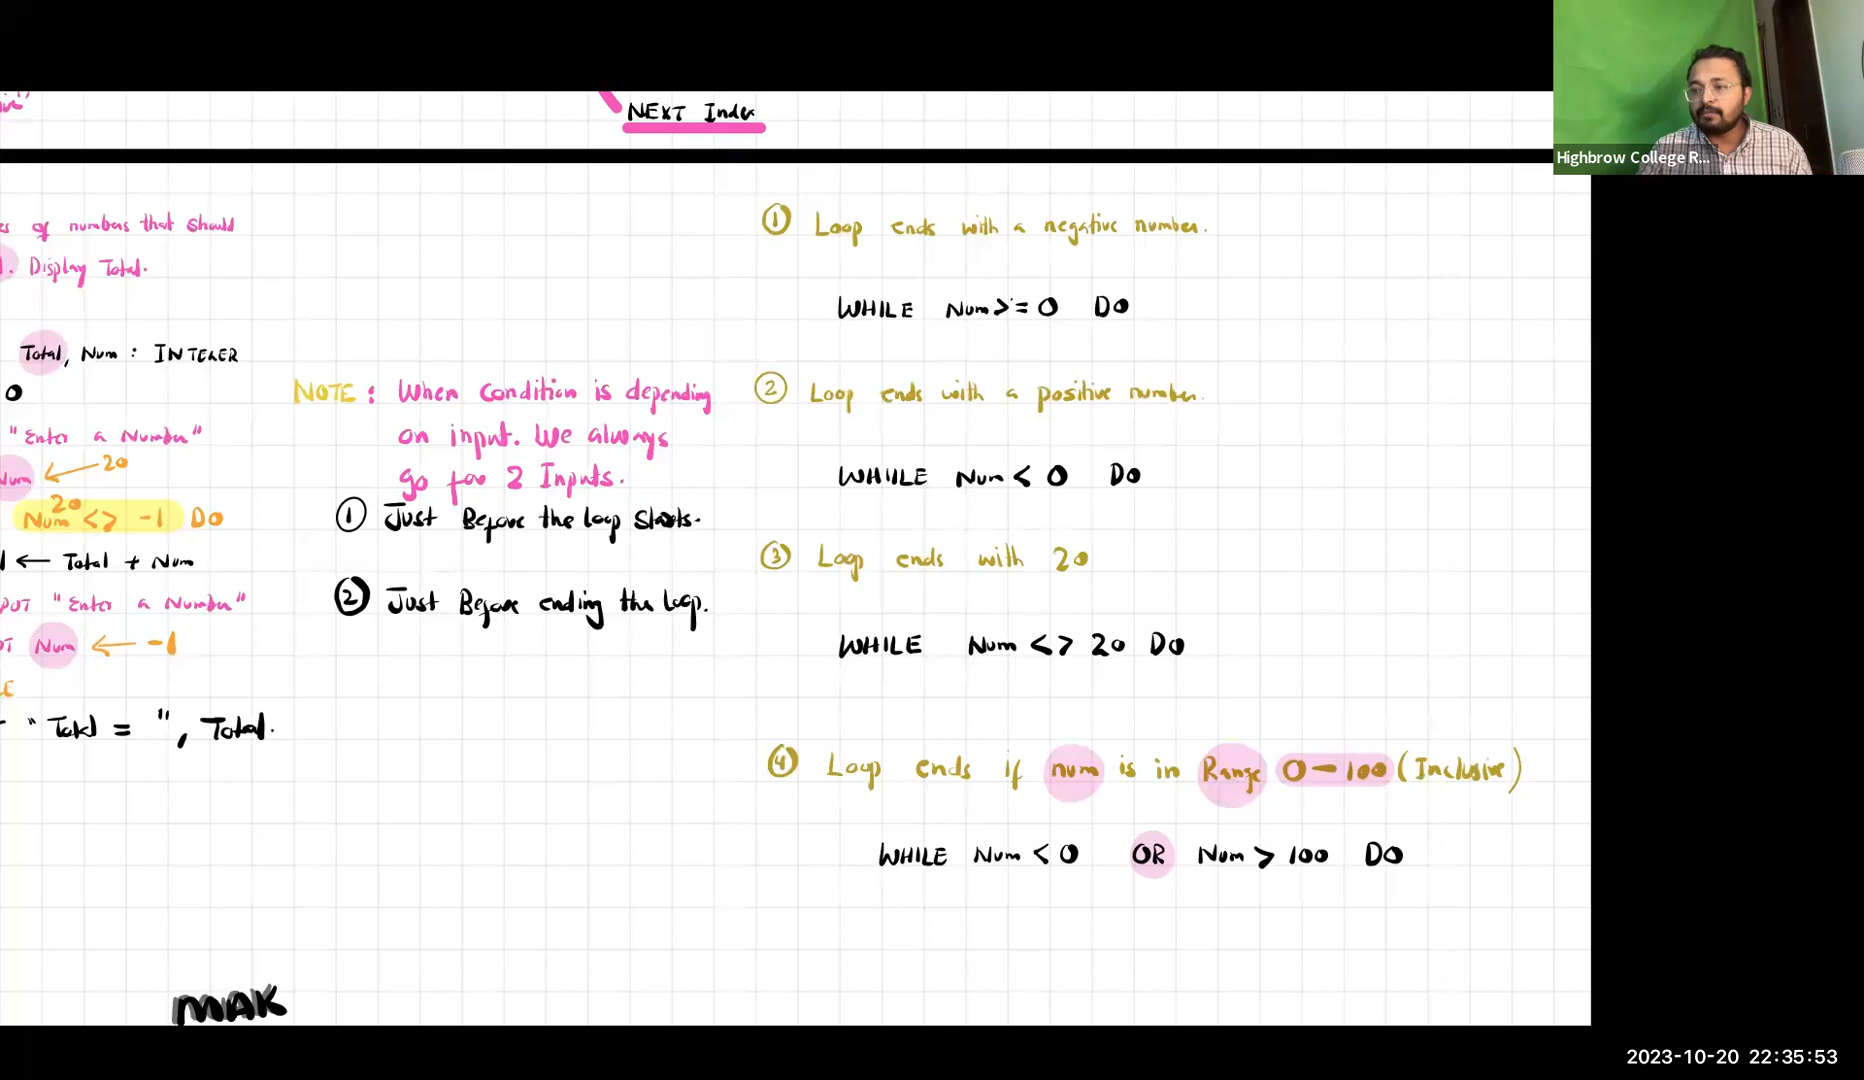 NEXT Index
Highbrow College R...
of numbers that should
Display Total.
Total, Num : INTEGER
0
"Enter a Number"
Num ← 20
20
Num <> -1 DO
← Total + Num
"Enter a Number"
Num ← -1
"Total = ", Total.
NOTE : When condition is depending
on input. We always
go for 2 Inputs.
① Just Before the loop starts.
② Just Before ending the loop.
① Loop ends with a negative number.
WHILE Num >= 0 DO
② Loop ends with a positive number.
WHILE Num < 0 DO
③ Loop ends with 20
WHILE Num <> 20 DO
④ Loop ends if num is in Range 0 – 100 (Inclusive)
WHILE Num < 0 OR Num > 100 DO
MAK
2023-10-20 22:35:53